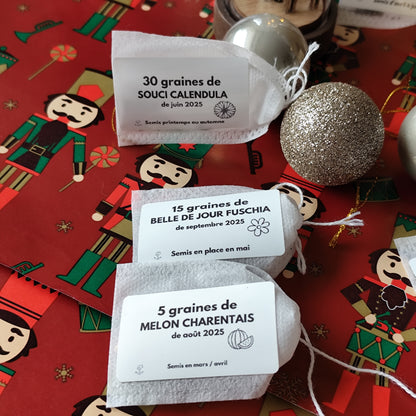 30 graines de
SOUCI CALENDULA
de juin 2025
Semis printemps ou automne
15 graines de
BELLE DE JOUR FUSCHIA
de septembre 2025
Semis en place en mai
5 graines de
MELON CHARENTAIS
de août 2025
Semis en mars / avril